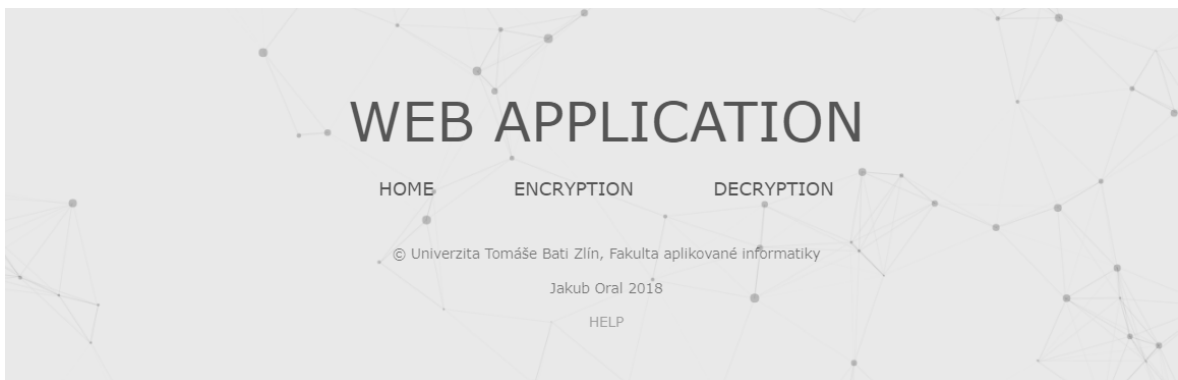 WEB APPLICATION
HOME ENCRYPTION DECRYPTION
© Univerzita Tomáše Bati Zlín, Fakulta aplikované informatiky
Jakub Oral 2018
HELP